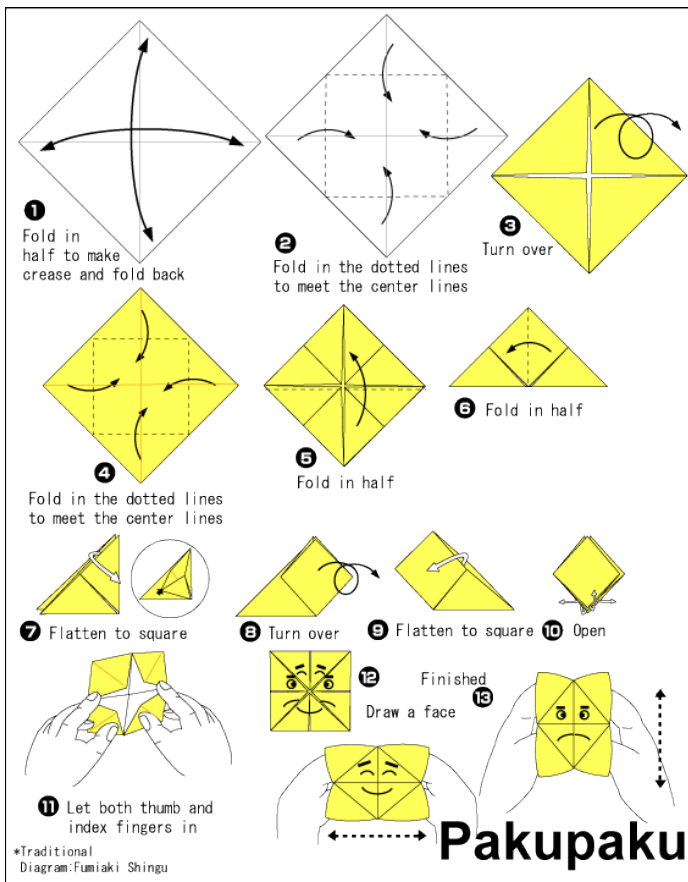 1
Fold in
half to make
crease and fold back
2
Fold in the dotted lines
to meet the center lines
3
Turn over
4
Fold in the dotted lines
to meet the center lines
5
Fold in half
6 Fold in half
7 Flatten to square
8 Turn over
9 Flatten to square
10 Open
11 Let both thumb and
index fingers in
12
Draw a face
Finished
13
Pakupaku
*Traditional
Diagram:Fumiaki Shingu